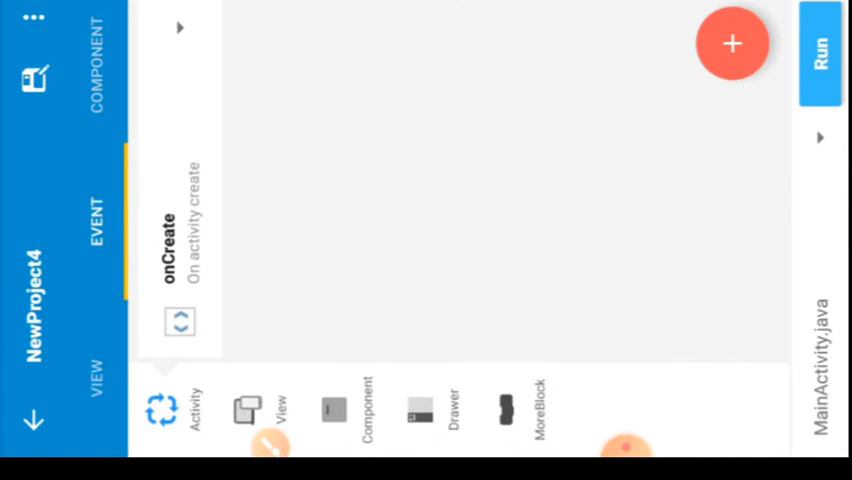 NewProject4
VIEW
EVENT
COMPONENT
Activity
onCreate
On activity create
View
Component
Drawer
MoreBlock
MainActivity.java
Run